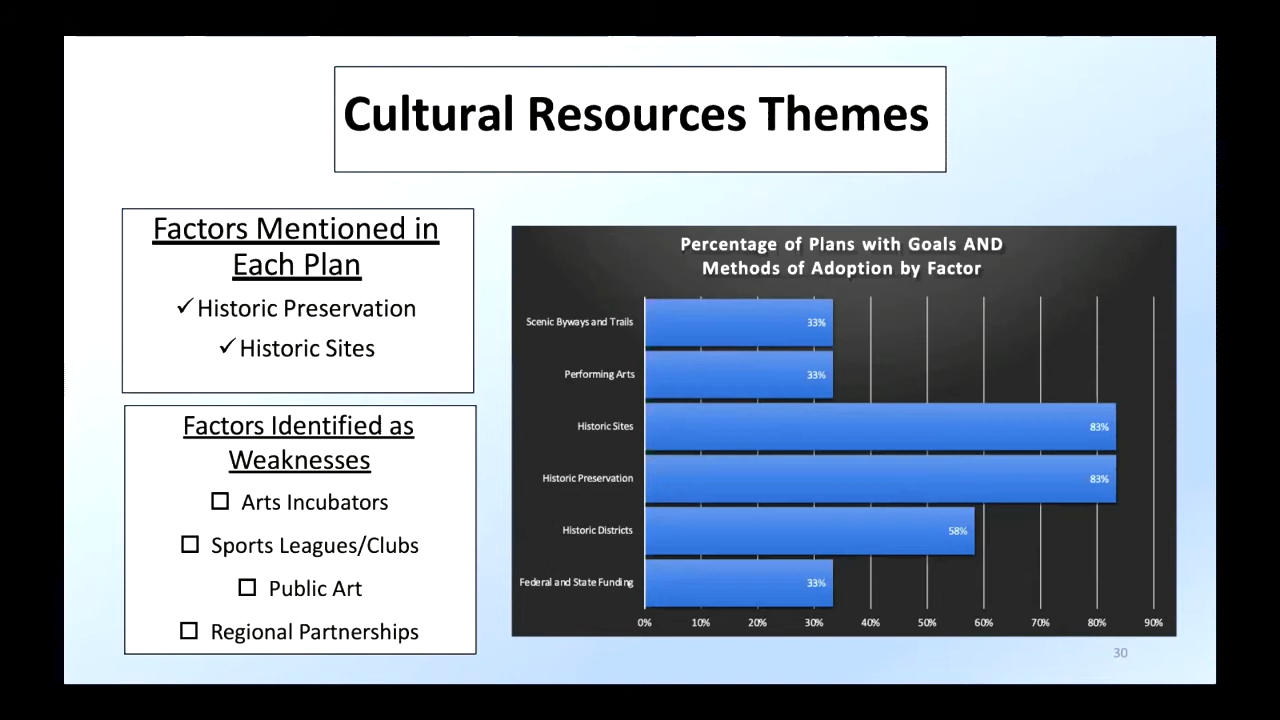 Cultural Resources Themes
Factors Mentioned in
Each Plan
✓Historic Preservation
✓Historic Sites
Factors Identified as
Weaknesses
☐ Arts Incubators
☐ Sports Leagues/Clubs
☐ Public Art
☐ Regional Partnerships
Percentage of Plans with Goals AND
Methods of Adoption by Factor
Scenic Byways and Trails 33%
Performing Arts 33%
Historic Sites 83%
Historic Preservation 83%
Historic Districts 58%
Federal and State Funding 33%
0% 10% 20% 30% 40% 50% 60% 70% 80% 90%
30